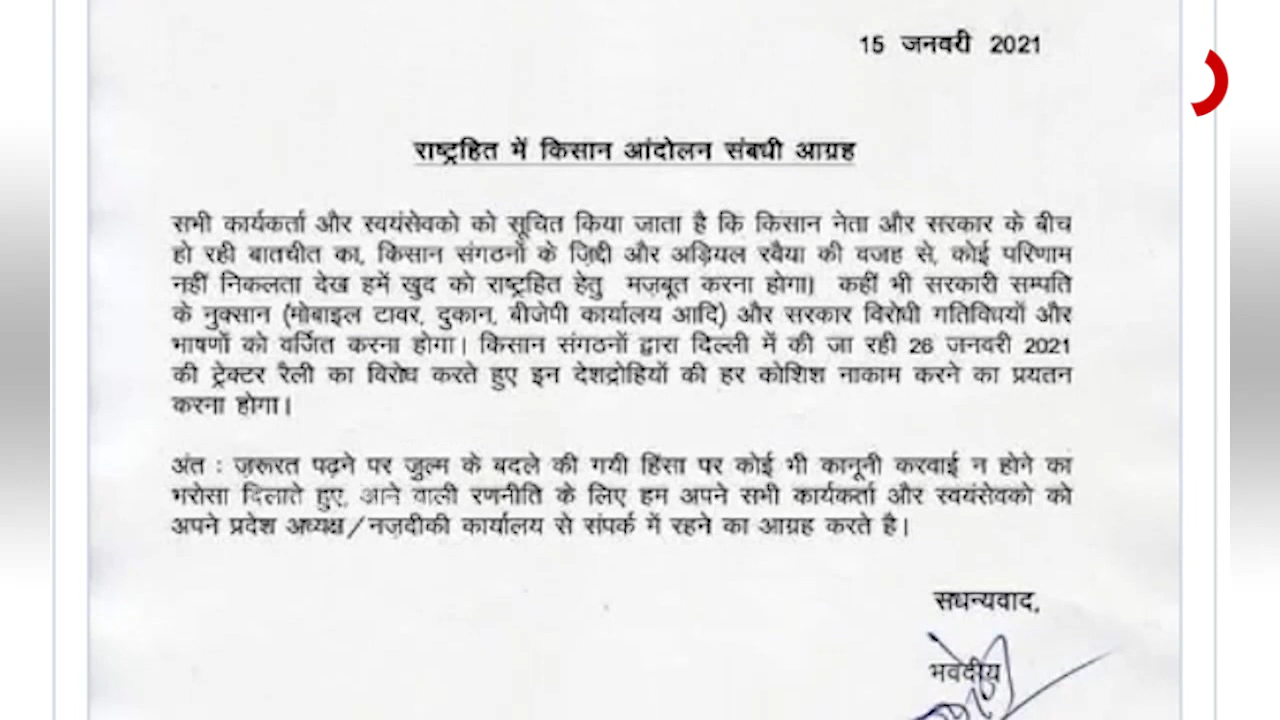 15 जनवरी 2021
राष्ट्रहित में किसान आंदोलन संबधी आग्रह
सभी कार्यकर्ता और स्वयंसेवको को सूचित किया जाता है कि किसान नेता और सरकार के बीच
हो रही बातचीत का, किसान संगठनों के ज़िद्दी और अड़ियल रवैया की वजह से, कोई परिणाम
नहीं निकलता देख हमें खुद को राष्ट्रहित हेतु मज़बूत करना होगा। कहीं भी सरकारी सम्पति
के नुक्सान (मोबाइल टावर, दुकान, बीजेपी कार्यालय आदि) और सरकार विरोधी गतिविधयों और
भाषणों को वर्जित करना होगा। किसान संगठनों द्वारा दिल्ली में की जा रही 26 जनवरी 2021
की ट्रेक्टर रैली का विरोध करते हुए इन देशद्रोहियों की हर कोशिश नाकाम करने का प्रयतन
करना होगा।
अंत : ज़रूरत पढ़ने पर जुल्म के बदले की गयी हिंसा पर कोई भी कानूनी करवाई न होने का
भरोसा दिलाते हुए, आने वाली रणनीति के लिए हम अपने सभी कार्यकर्ता और स्वयंसेवको को
अपने प्रदेश अध्यक्ष/नज़दीकी कार्यालय से संपर्क में रहने का आग्रह करते है।
सधन्यवाद,
भवदीय